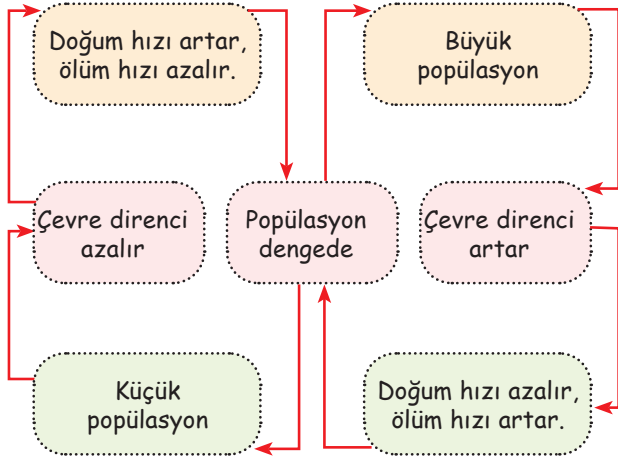 Doğum hızı artar,
ölüm hızı azalır.
Büyük
popülasyon
Çevre direnci
azalır
Popülasyon
dengede
Çevre direnci
artar
Küçük
popülasyon
Doğum hızı azalır,
ölüm hızı artar.